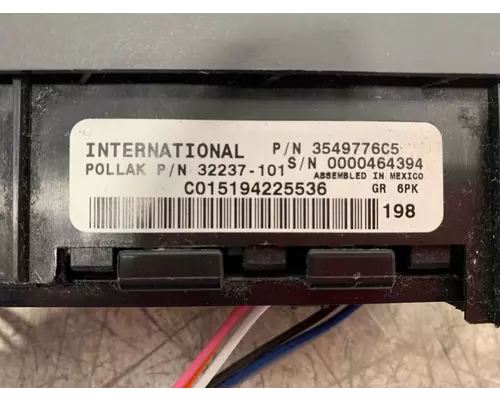 INTERNATIONAL P/N 3549776C5
POLLAK P/N 32237-101 S/N 0000464394
ASSEMBLED IN MEXICO
C015194225536 GR 6PK
198